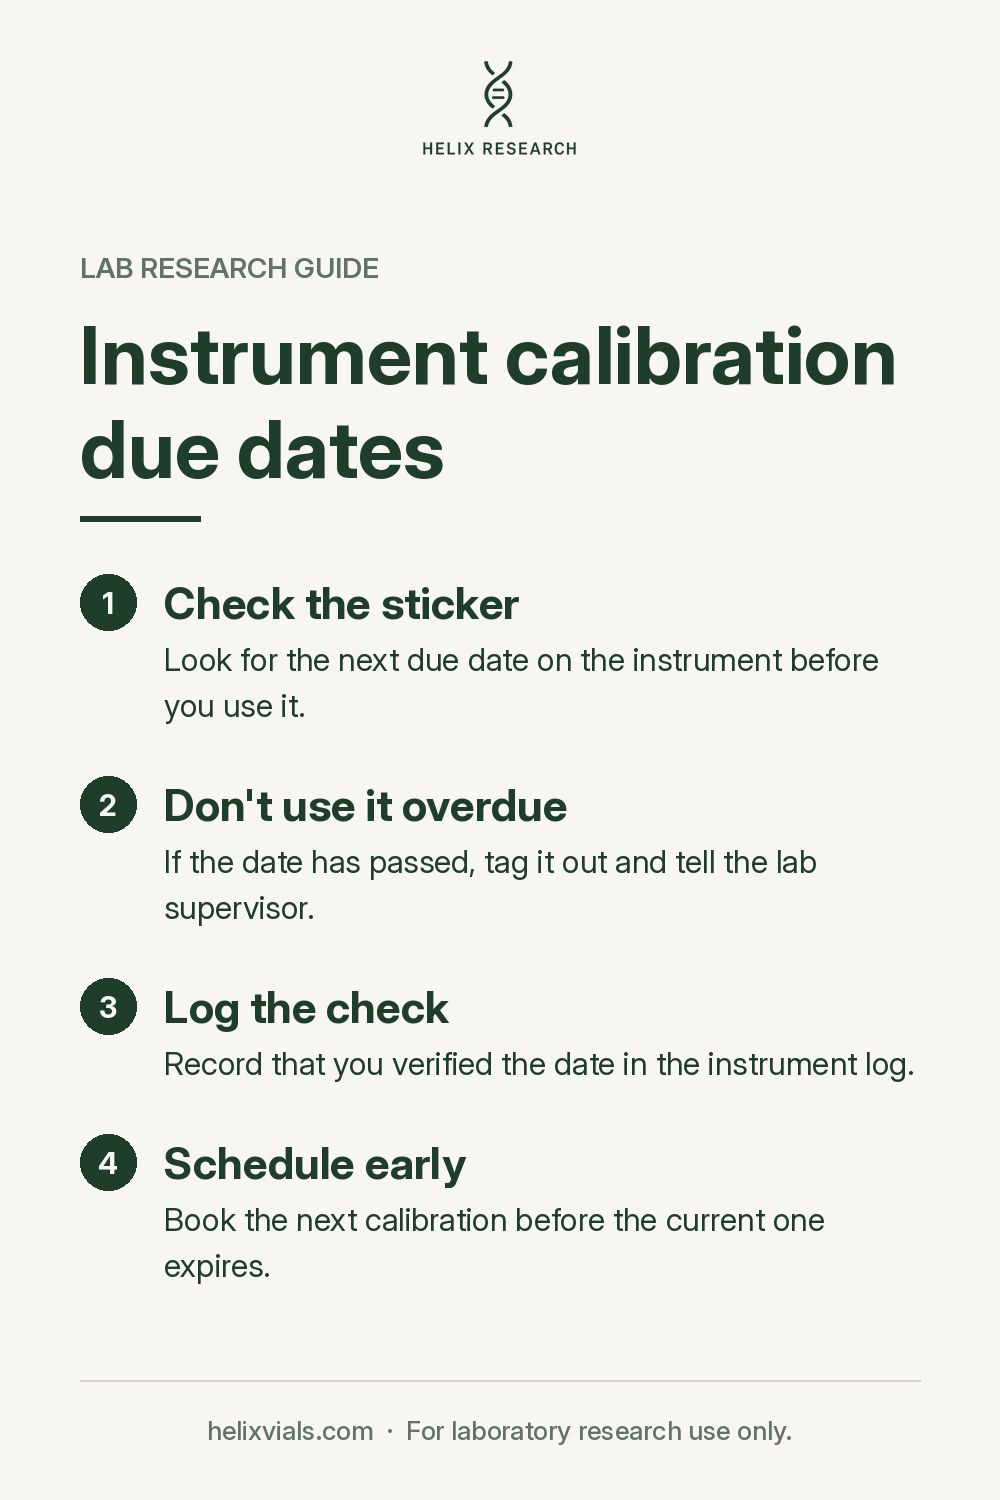 HELIX RESEARCH
LAB RESEARCH GUIDE
Instrument calibration
due dates
1 Check the sticker
Look for the next due date on the instrument before
you use it.
2 Don't use it overdue
If the date has passed, tag it out and tell the lab
supervisor.
3 Log the check
Record that you verified the date in the instrument log.
4 Schedule early
Book the next calibration before the current one
expires.
helixvials.com · For laboratory research use only.